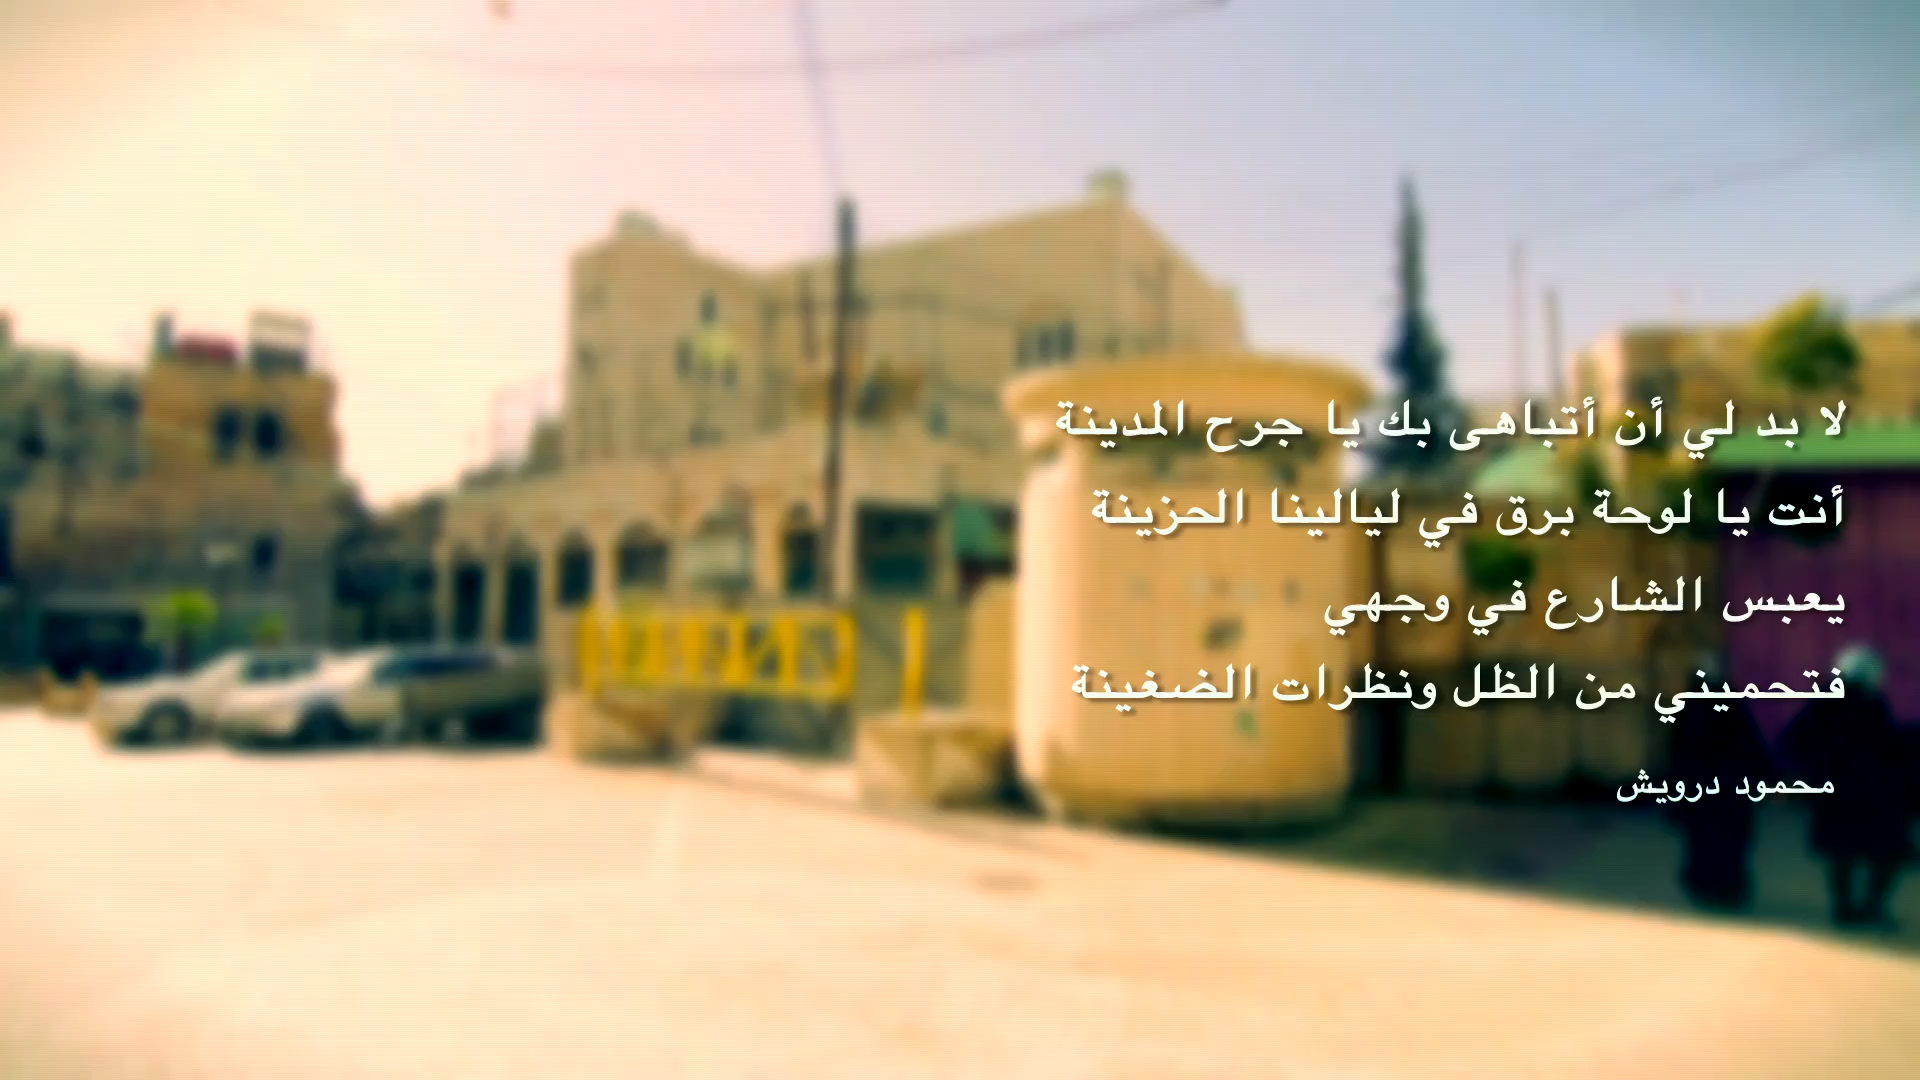 لا بد لي أن أتباهى بك يا جرح المدينة
أنت يا لوحة برق في ليالينا الحزينة
يعبس الشارع في وجهي
فتحميني من الظل ونظرات الضغينة
محمود درويش